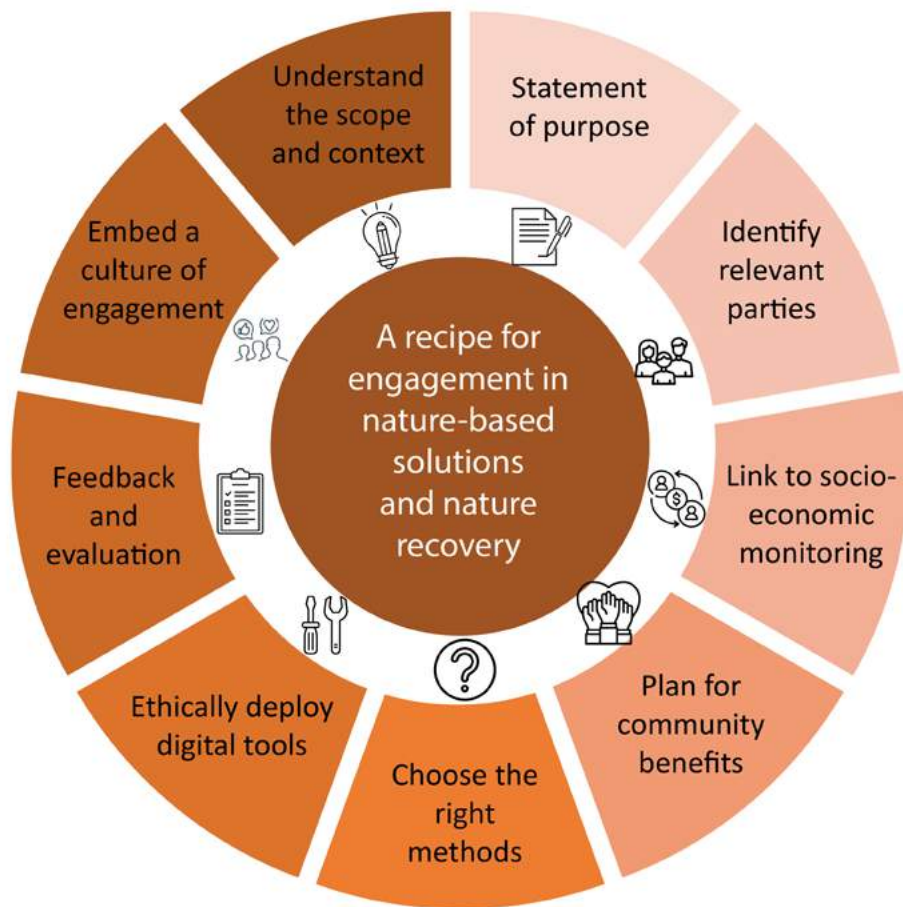 Understand
the scope
and context
Statement
of purpose
Identify
relevant
parties
Link to socio-
economic
monitoring
Plan for
community
benefits
Choose the
right
methods
Ethically deploy
digital tools
Feedback
and
evaluation
Embed a
culture of
engagement
A recipe for
engagement in
nature-based
solutions
and nature
recovery